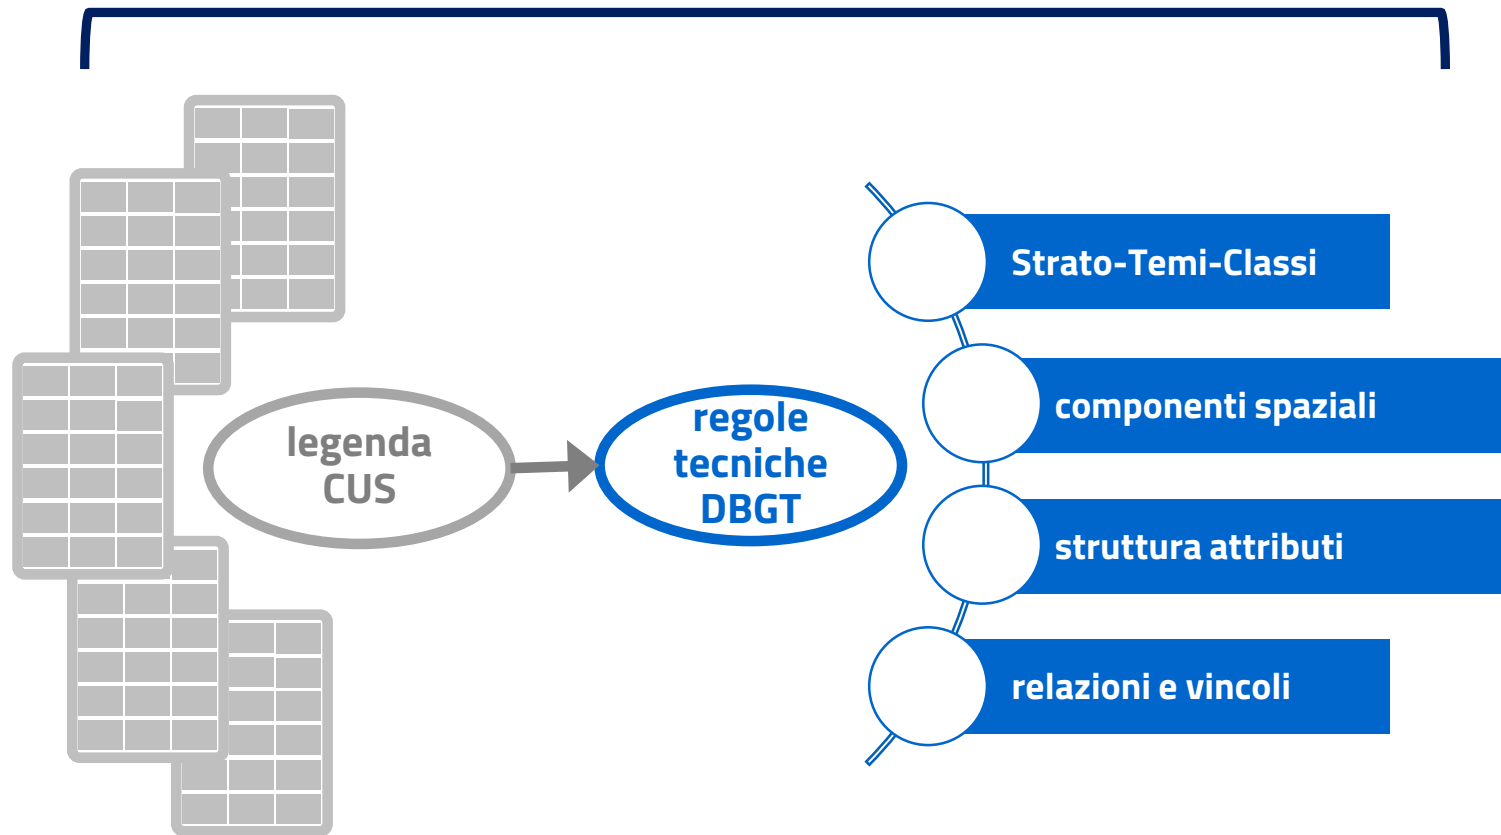 legenda
CUS
regole
tecniche
DBGT
Strato-Temi-Classi
componenti spaziali
struttura attributi
relazioni e vincoli